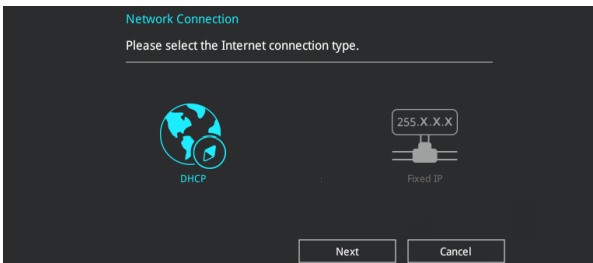 Network Connection
Please select the Internet connection type.
255.X.X.X
DHCP : Fixed IP
Next Cancel